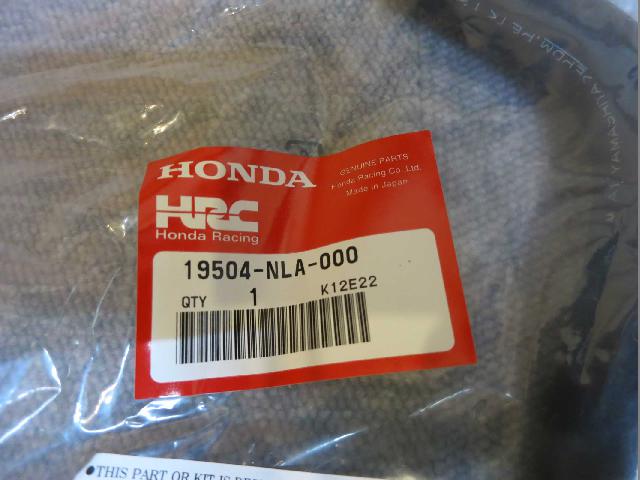 HONDA
GENUINE PARTS
Honda Racing Co.,Ltd.
Made in Japan
HRC
Honda Racing
19504-NLA-000
QTY 1 K12E22
YAMASHITA
•THIS PART OR KIT IS